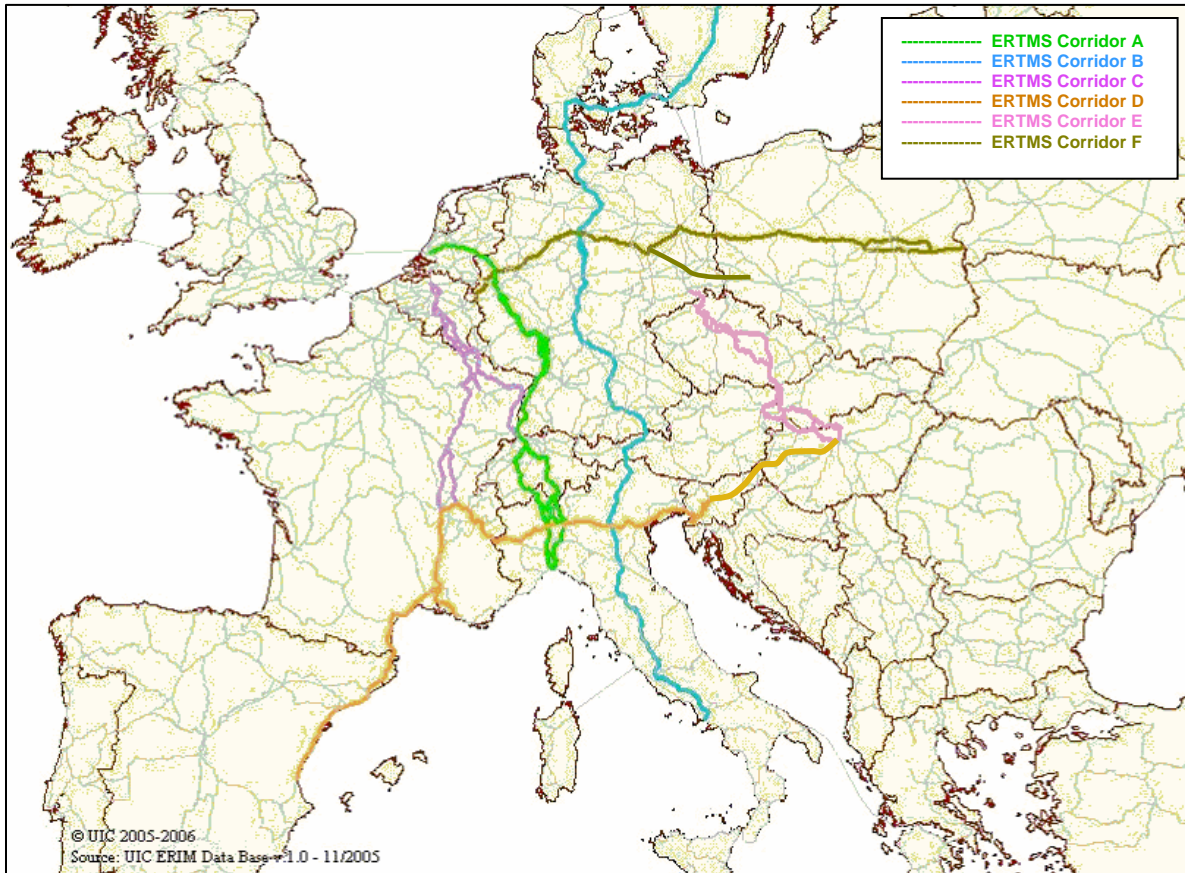 --------------- ERTMS Corridor A
--------------- ERTMS Corridor B
--------------- ERTMS Corridor C
--------------- ERTMS Corridor D
--------------- ERTMS Corridor E
--------------- ERTMS Corridor F
© UIC 2005-2006
Source: UIC ERIM Data Base v.1.0 - 11/2005